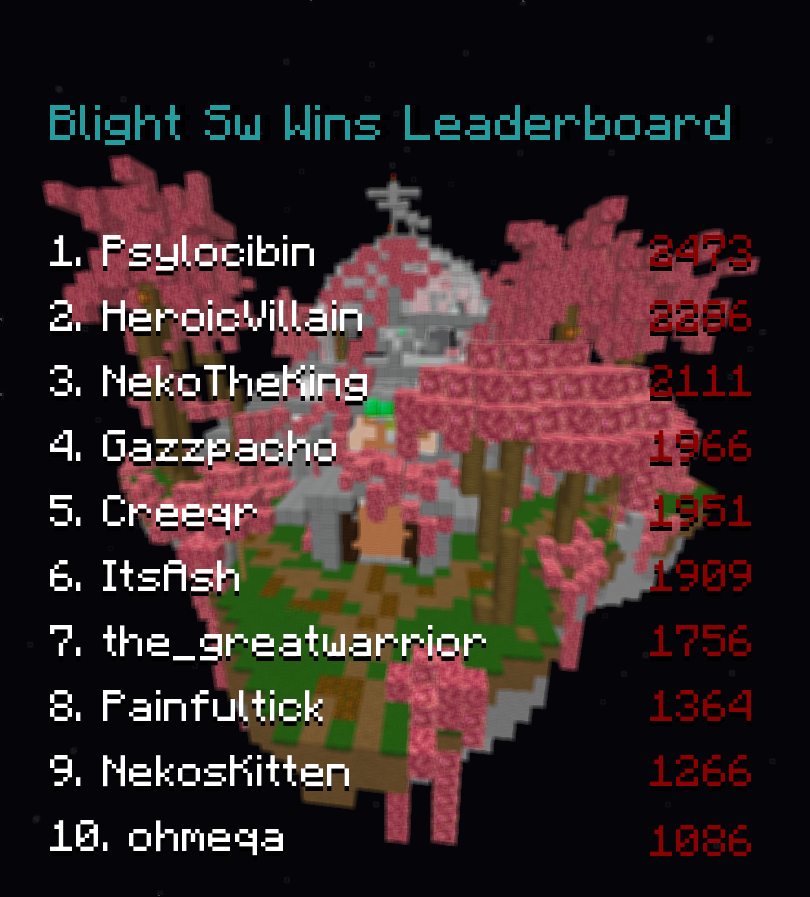 Blight Sw Wins Leaderboard
1. Psylocibin 2473
2. HeroicVillain 2286
3. NekoTheKing 2111
4. Gazzpacho 1966
5. Creeqr 1951
6. ItsAsh 1909
7. the_greatwarrior 1756
8. Painfultick 1364
9. NekosKitten 1266
10. ohmeqa 1086